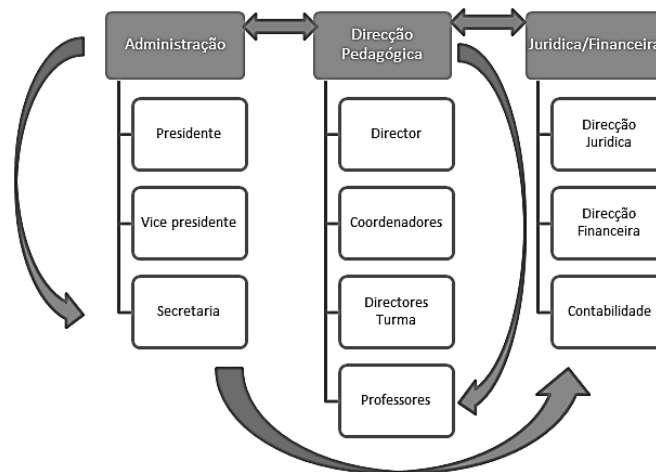 Administração
Direcção
Pedagógica
Juridica/Financeira
Presidente
Vice presidente
Secretaria
Director
Coordenadores
Directores
Turma
Professores
Direcção
Juridica
Direcção
Financeira
Contabilidade